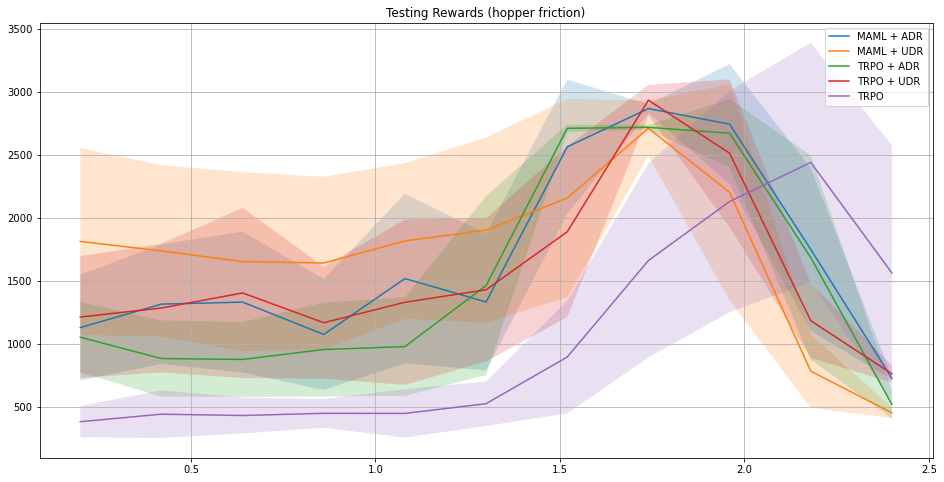 Testing Rewards (hopper friction)
3500
3000
2500
2000
1500
1000
500
0.5
1.0
1.5
2.0
2.5
MAML + ADR
MAML + UDR
TRPO + ADR
TRPO + UDR
TRPO